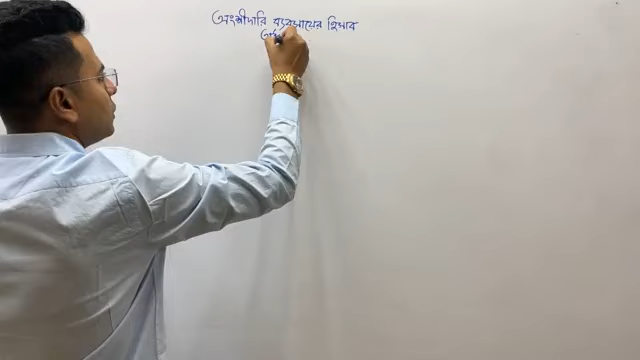 অংশীদারি ব্যবসায়ের হিসাব